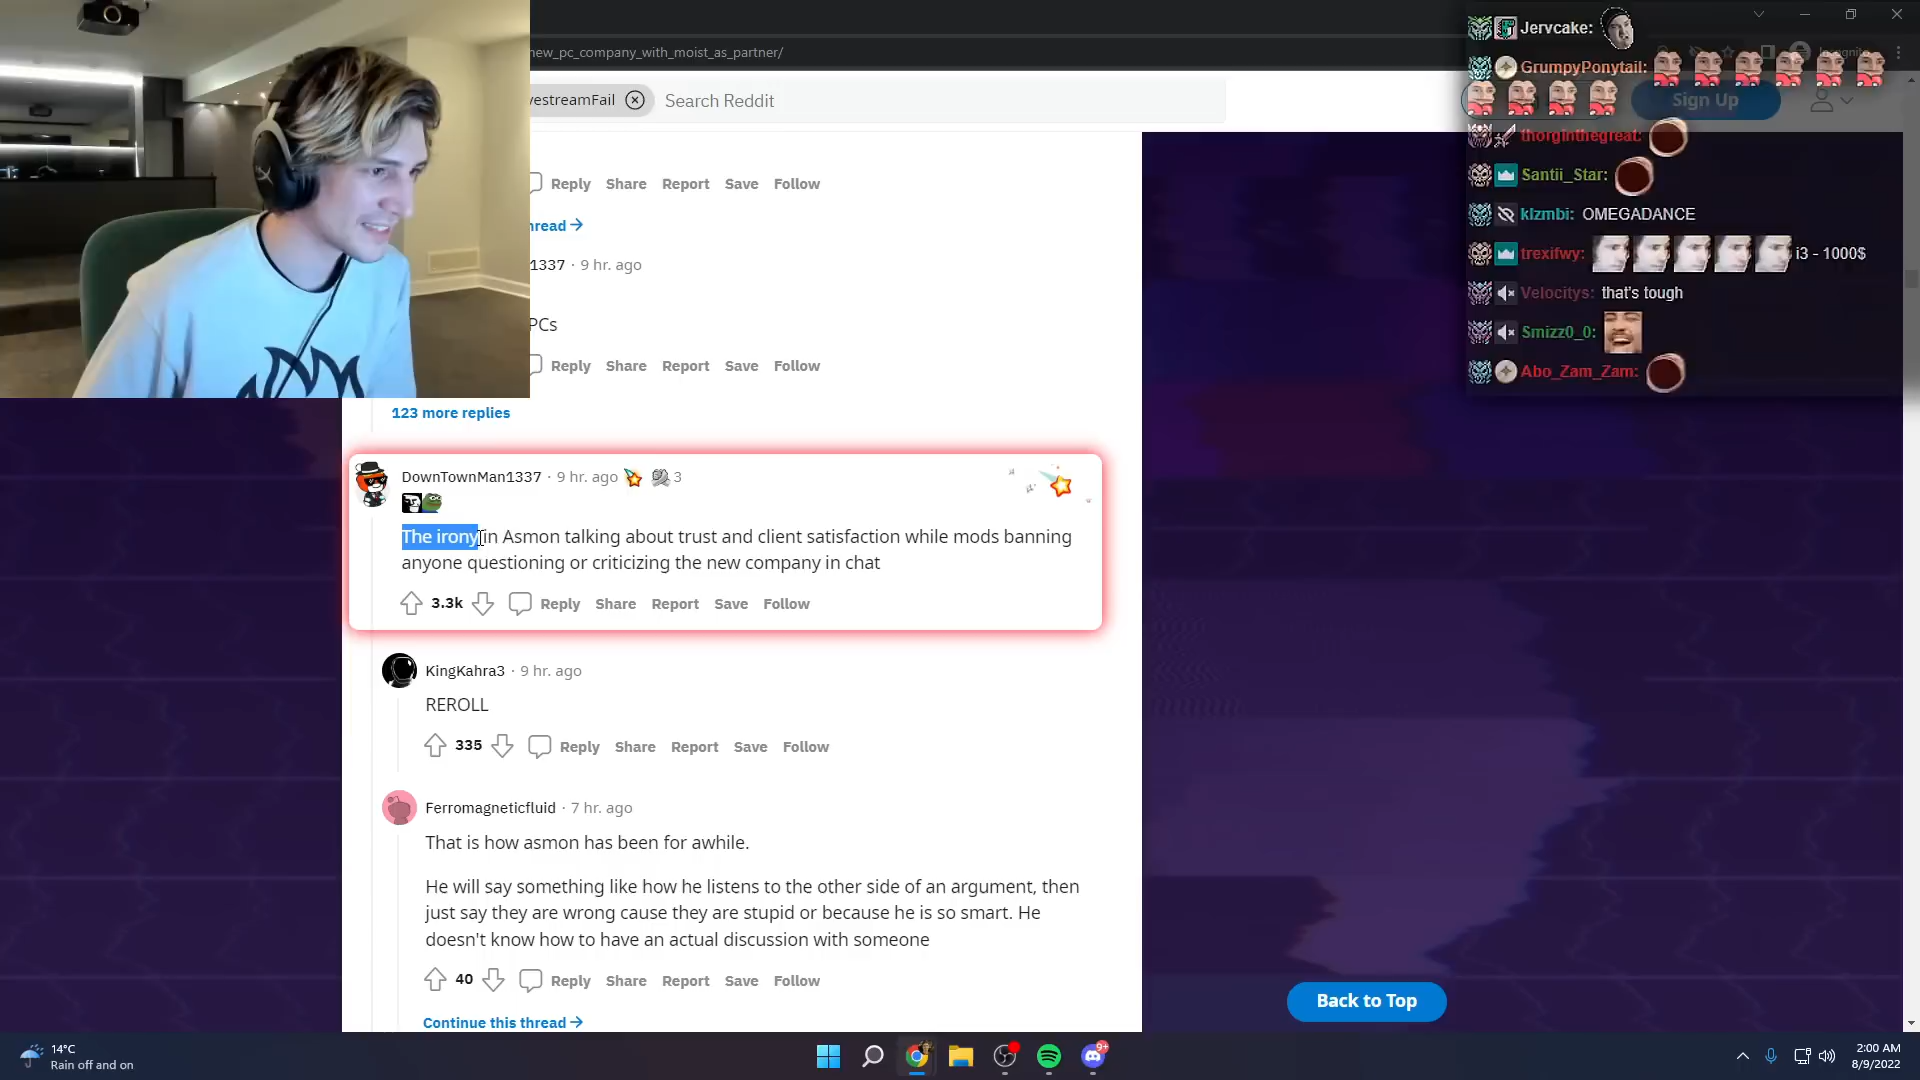 new_pc_company_with_moist_as_partner/
vestreamFail
Search Reddit
Sign Up
Reply Share Report Save Follow
hread →
1337 · 9 hr. ago
PCs
Reply Share Report Save Follow
123 more replies
DownTownMan1337 · 9 hr. ago 3
The irony in Asmon talking about trust and client satisfaction while mods banning
anyone questioning or criticizing the new company in chat
3.3k Reply Share Report Save Follow
KingKahra3 · 9 hr. ago
REROLL
335 Reply Share Report Save Follow
Ferromagneticfluid · 7 hr. ago
That is how asmon has been for awhile.
He will say something like how he listens to the other side of an argument, then
just say they are wrong cause they are stupid or because he is so smart. He
doesn't know how to have an actual discussion with someone
40 Reply Share Report Save Follow
Continue this thread →
Back to Top
Jervcake:
GrumpyPonytail:
thorginthegreat:
Santii_Star:
klzmbi: OMEGADANCE
trexifwy: i3 - 1000$
Velocitys: that's tough
Smizz0_0:
Abo_Zam_Zam:
14°C
Rain off and on
9+
2:00 AM
8/9/2022